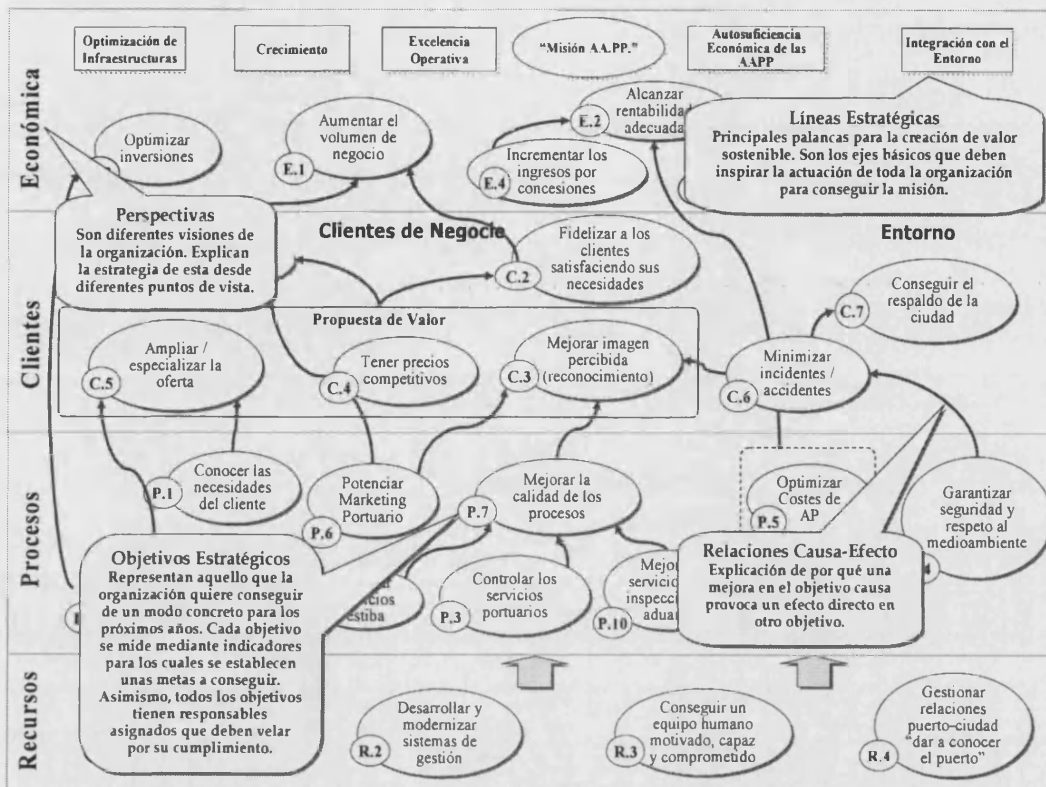 Optimización de
Infraestructuras
Crecimiento
Excelencia
Operativa
“Misión AA.PP.”
Autosuficiencia
Económica de las
AAPP
Integración con el
Entorno
Económica
Optimizar
inversiones
Aumentar el
volumen de
negocio
E.1
Alcanzar
rentabilidad
adecuada
E.2
Incrementar los
ingresos por
concesiones
E.4
Líneas Estratégicas
Principales palancas para la creación de valor
sostenible. Son los ejes básicos que deben
inspirar la actuación de toda la organización
para conseguir la misión.
Clientes
Perspectivas
Son diferentes visiones de
la organización. Explican
la estrategia de esta desde
diferentes puntos de vista.
Clientes de Negocio
Fidelizar a los
clientes
satisfaciendo sus
necesidades
C.2
Entorno
Conseguir el
respaldo de la
ciudad
C.7
Propuesta de Valor
Ampliar /
especializar la
oferta
C.5
Tener precios
competitivos
C.4
Mejorar imagen
percibida
(reconocimiento)
C.3
Minimizar
incidentes /
accidentes
C.6
Procesos
Conocer las
necesidades
del cliente
P.1
Potenciar
Marketing
Portuario
P.6
Mejorar la
calidad de los
procesos
P.7
Optimizar
Costes de
AP
P.5
Garantizar
seguridad y
respeto al
medioambiente
Objetivos Estratégicos
Representan aquello que la
organización quiere conseguir
de un modo concreto para los
próximos años. Cada objetivo
se mide mediante indicadores
para los cuales se establecen
unas metas a conseguir.
Asimismo, todos los objetivos
tienen responsables
asignados que deben velar
por su cumplimiento.
Controlar los
servicios
portuarios
P.3
P.10
Relaciones Causa-Efecto
Explicación de por qué una
mejora en el objetivo causa
provoca un efecto directo en
otro objetivo.
Recursos
Desarrollar y
modernizar
sistemas de
gestión
R.2
Conseguir un
equipo humano
motivado, capaz
y comprometido
R.3
Gestionar
relaciones
puerto-ciudad
“dar a conocer
el puerto”
R.4